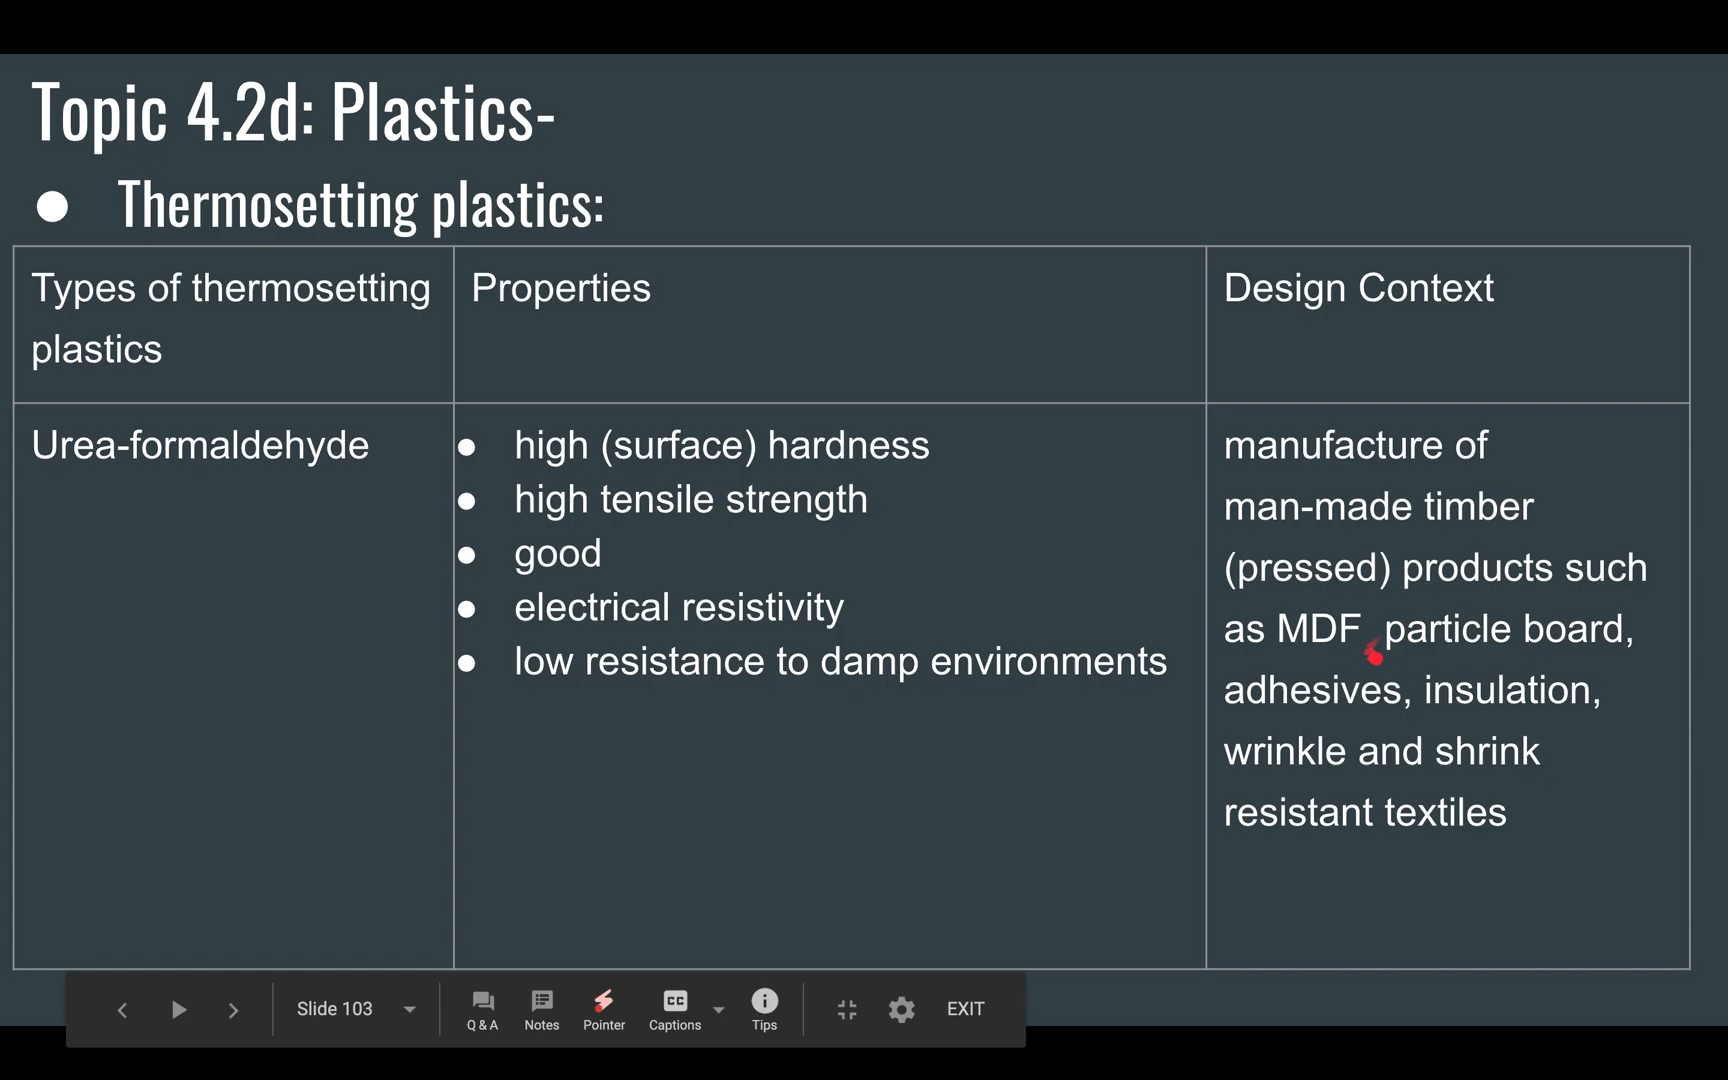 Topic 4.2d: Plastics-
● Thermosetting plastics:
Types of thermosetting
plastics
Properties
Design Context
Urea-formaldehyde
● high (surface) hardness
● high tensile strength
● good
● electrical resistivity
● low resistance to damp environments
manufacture of
man-made timber
(pressed) products such
as MDF, particle board,
adhesives, insulation,
wrinkle and shrink
resistant textiles
Slide 103
Q & A
Notes
Pointer
CC
Captions
Tips
EXIT